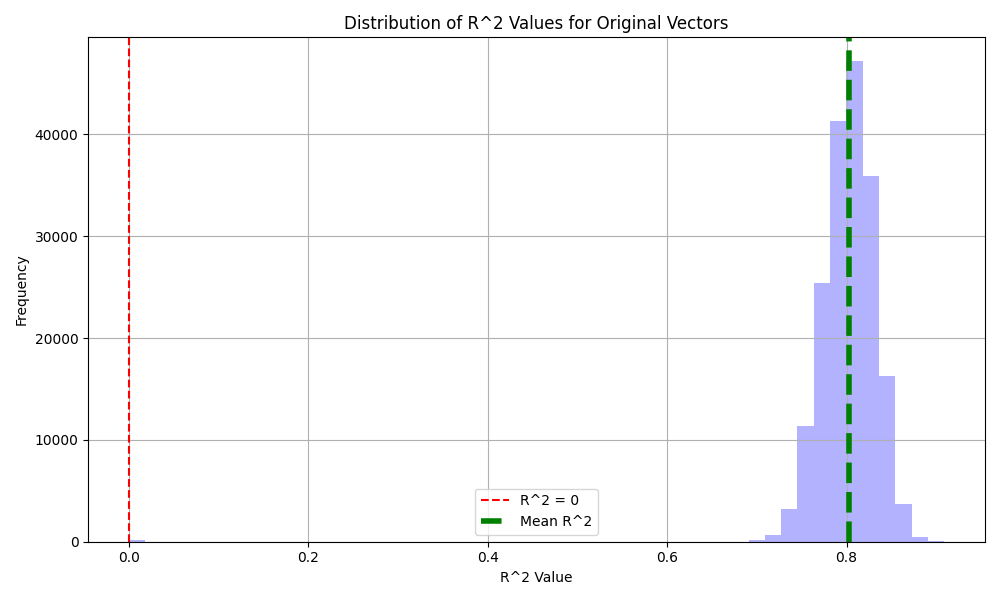 Distribution of R^2 Values for Original Vectors
Frequency
40000
30000
20000
10000
0
R^2 = 0
Mean R^2
0.0 0.2 0.4 0.6 0.8
R^2 Value